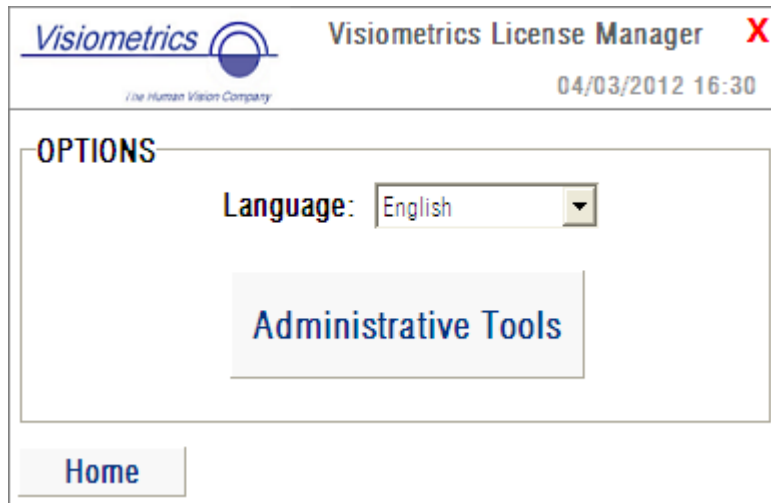 Visiometrics
The Human Vision Company
Visiometrics License Manager X
04/03/2012 16:30
OPTIONS
Language: English
Administrative Tools
Home